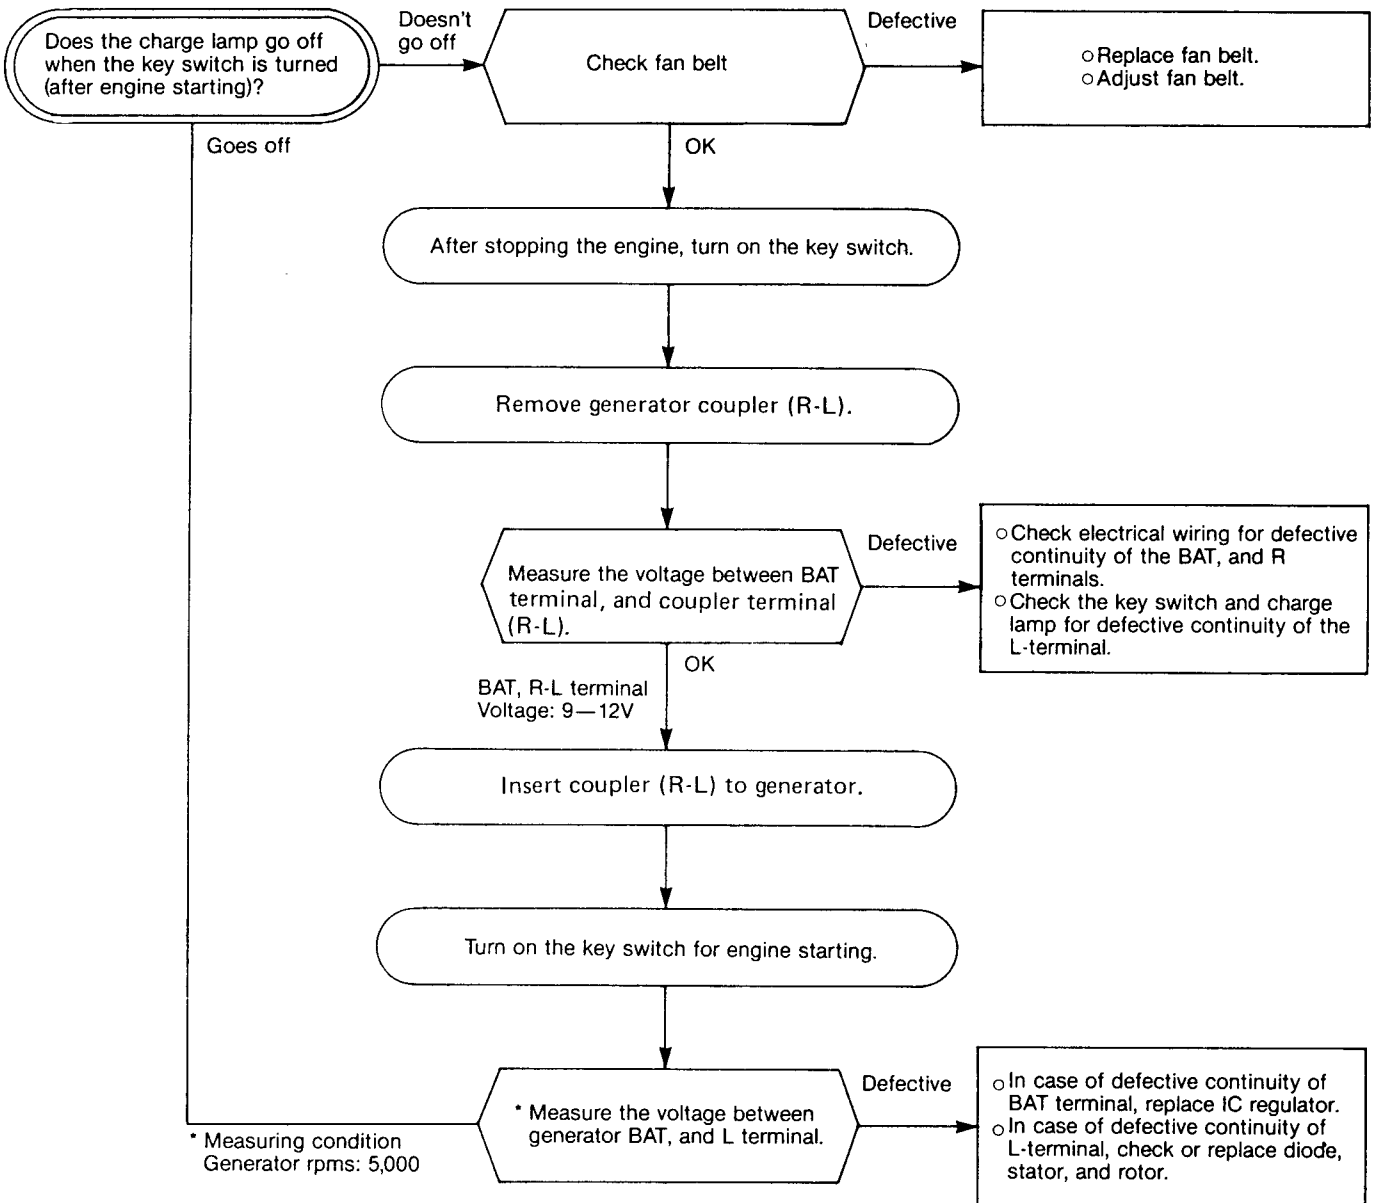 Does the charge lamp go off
when the key switch is turned
(after engine starting)?
Doesn't
go off
Check fan belt
Defective
○ Replace fan belt.
○ Adjust fan belt.
Goes off
OK
After stopping the engine, turn on the key switch.
Remove generator coupler (R-L).
Measure the voltage between BAT
terminal, and coupler terminal
(R-L).
Defective
○ Check electrical wiring for defective
continuity of the BAT, and R
terminals.
○ Check the key switch and charge
lamp for defective continuity of the
L-terminal.
OK
BAT, R-L terminal
Voltage: 9—12V
Insert coupler (R-L) to generator.
Turn on the key switch for engine starting.
* Measure the voltage between
generator BAT, and L terminal.
Defective
○ In case of defective continuity of
BAT terminal, replace IC regulator.
○ In case of defective continuity of
L-terminal, check or replace diode,
stator, and rotor.
* Measuring condition
Generator rpms: 5,000